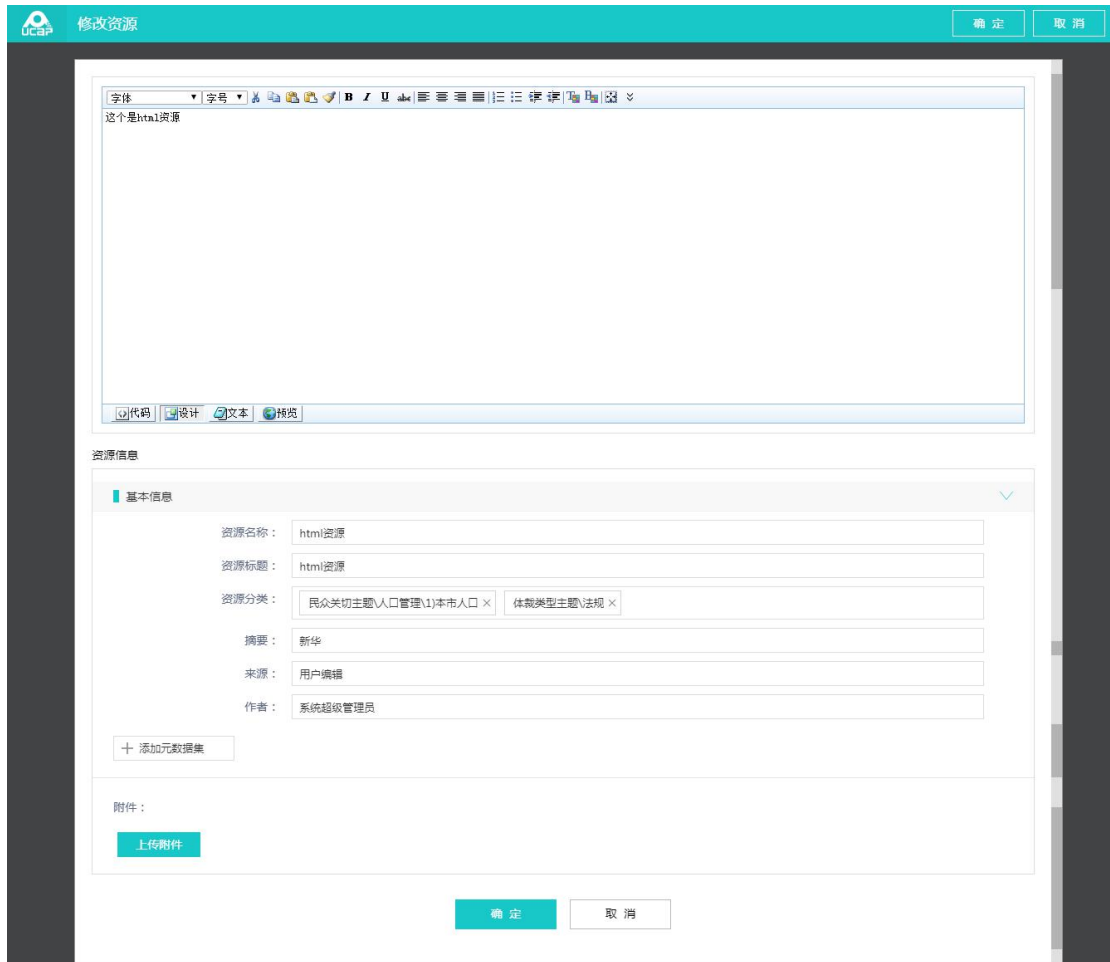 ucap 修改资源 确 定 取 消
字体 字号 B I U abc
这个是html资源
代码 设计 文本 预览
资源信息
基本信息
资源名称： html资源
资源标题： html资源
资源分类： 民众关切主题\人口管理\1)本市人口 × 体裁类型主题\法规 ×
摘要： 新华
来源： 用户编辑
作者： 系统超级管理员
添加元数据集
附件：
上传附件
确 定 取 消